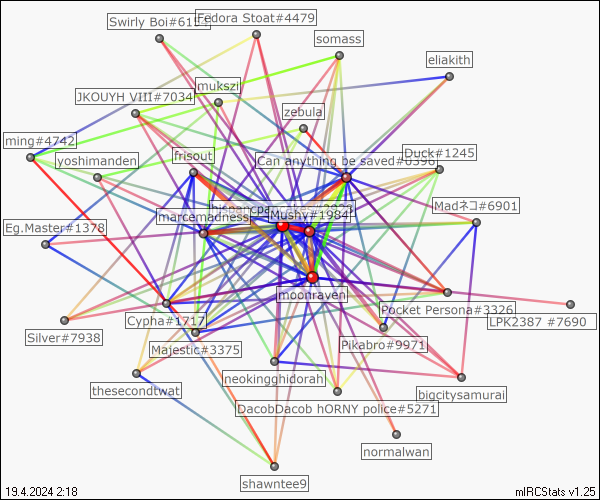 Swirly Boi#6154
Fedora Stoat#4479
somass
eliakith
mukszi
JKOUYH VIII#7034
zebula
ming#4742
yoshimanden
frisout
Can anything be saved#0396
Duck#1245
Madネコ#6901
marcemadness
Mushy#1984
Eg.Master#1378
moonraven
Pocket Persona#3326
LPK2387 #7690
Cypha#1717
Silver#7938
Majestic#3375
Pikabro#9971
neokingghidorah
thesecondtwat
bigcitysamurai
DacobDacob hORNY police#5271
normalwan
shawntee9
19.4.2024 2:18
mIRCStats v1.25